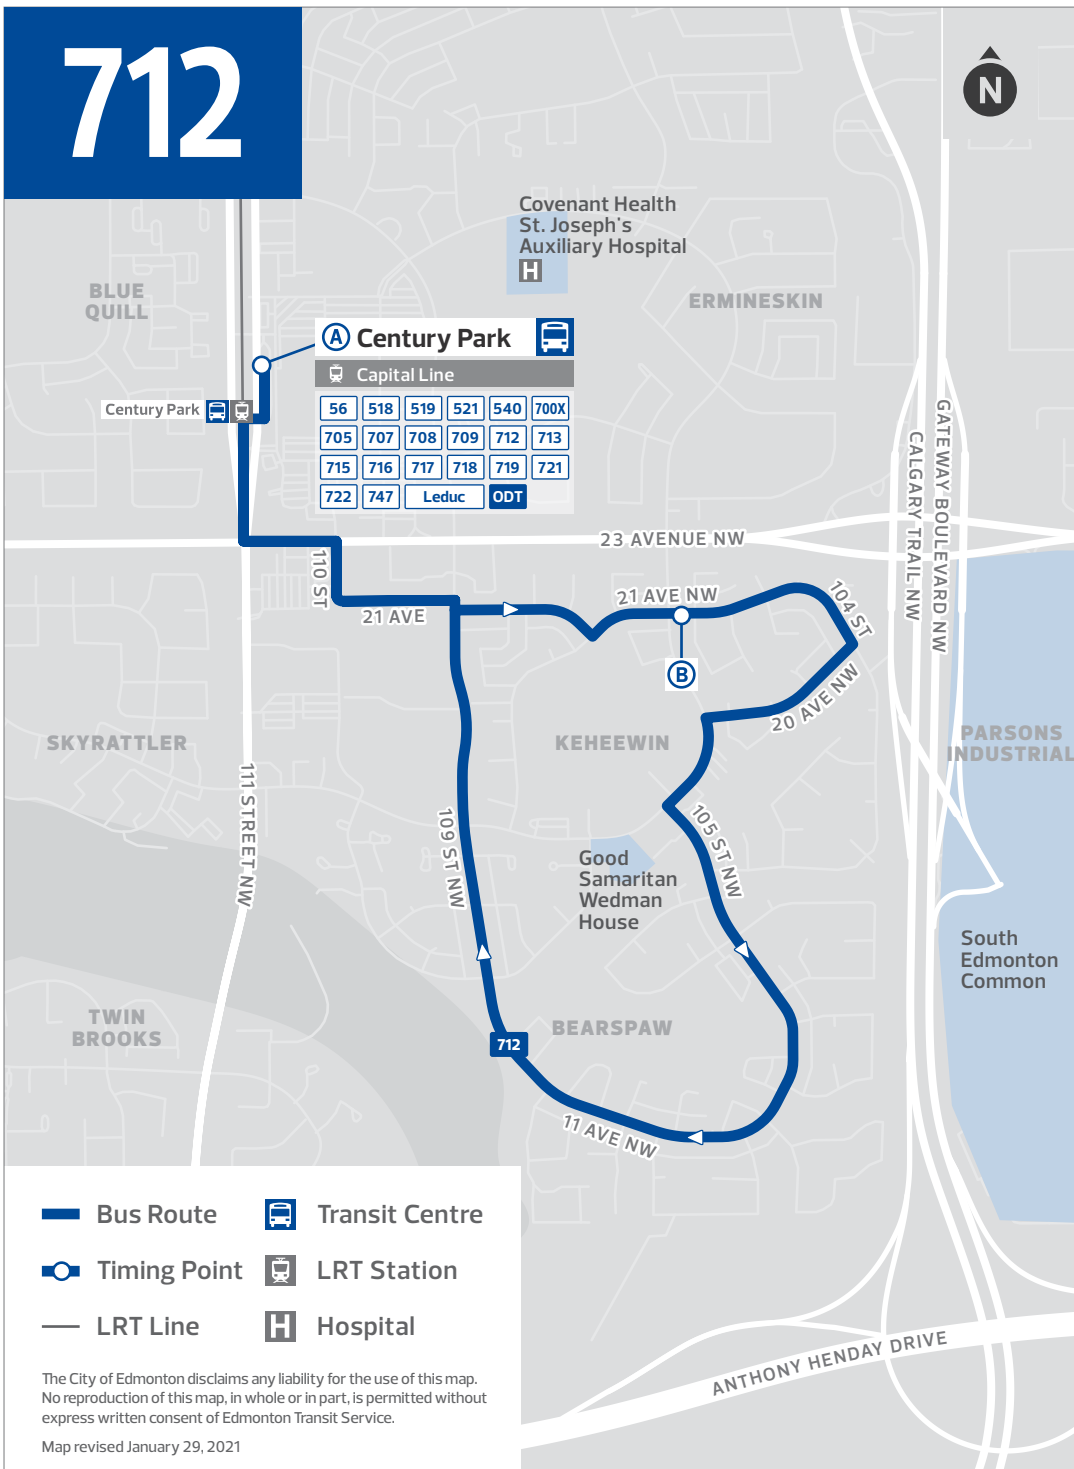 712
N
Covenant Health
St. Joseph's
Auxiliary Hospital
H
BLUE
QUILL
ERMINESKIN
A Century Park
Capital Line
Century Park
56 518 519 521 540 700X
705 707 708 709 712 713
715 716 717 718 719 721
722 747 Leduc ODT
GATEWAY BOULEVARD NW
CALGARY TRAIL NW
23 AVENUE NW
110 ST
21 AVE
21 AVE NW
104 ST
B
20 AVE NW
SKYRATTLER
KEHEEWIN
PARSONS
INDUSTRIAL
111 STREET NW
109 ST NW
105 ST NW
Good
Samaritan
Wedman
House
South
Edmonton
Common
TWIN
BROOKS
BEARSPAW
712
11 AVE NW
ANTHONY HENDAY DRIVE
Bus Route
Transit Centre
Timing Point
LRT Station
LRT Line
H Hospital
The City of Edmonton disclaims any liability for the use of this map.
No reproduction of this map, in whole or in part, is permitted without
express written consent of Edmonton Transit Service.
Map revised January 29, 2021